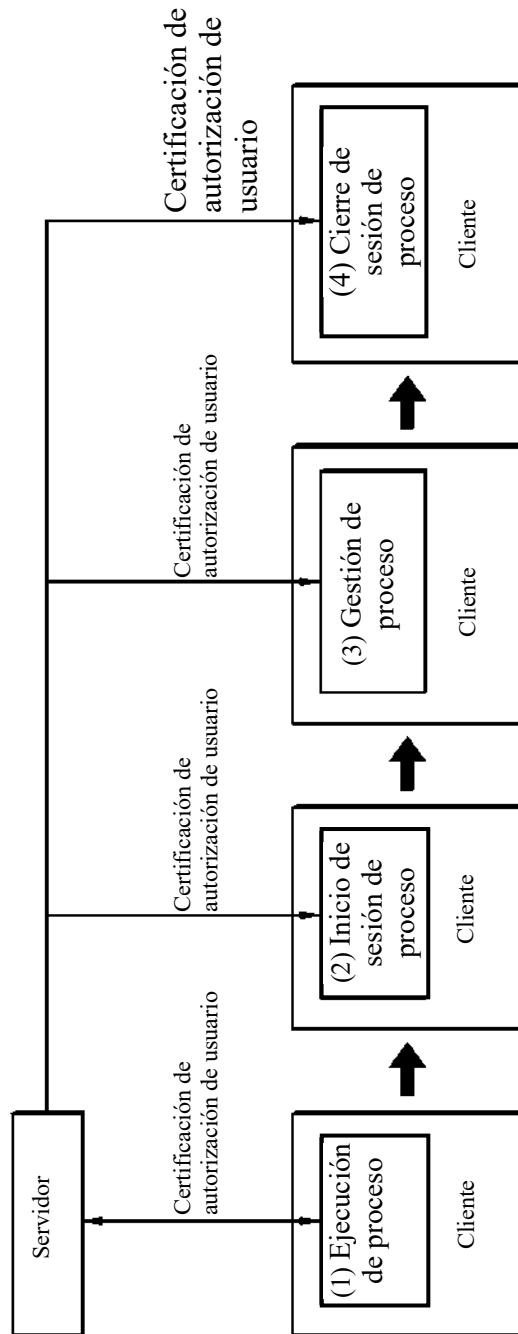 Servidor
Certificación de
autorización de usuario
Certificación de
autorización de usuario
Certificación de
autorización de usuario
Certificación de
autorización de
usuario
(1) Ejecución
de proceso
Cliente
(2) Inicio de
sesión de
proceso
Cliente
(3) Gestión de
proceso
Cliente
(4) Cierre de
sesión de
proceso
Cliente